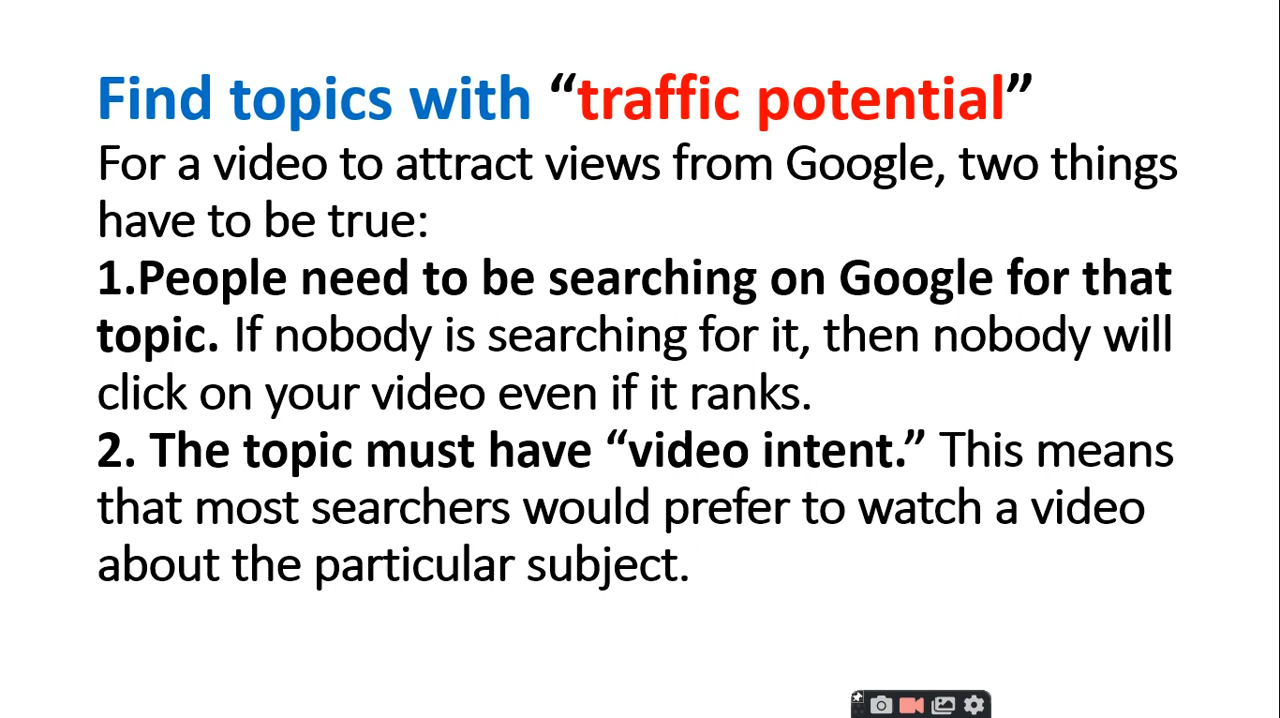 Find topics with “traffic potential”
For a video to attract views from Google, two things
have to be true:
1.People need to be searching on Google for that
topic. If nobody is searching for it, then nobody will
click on your video even if it ranks.
2. The topic must have “video intent.” This means
that most searchers would prefer to watch a video
about the particular subject.